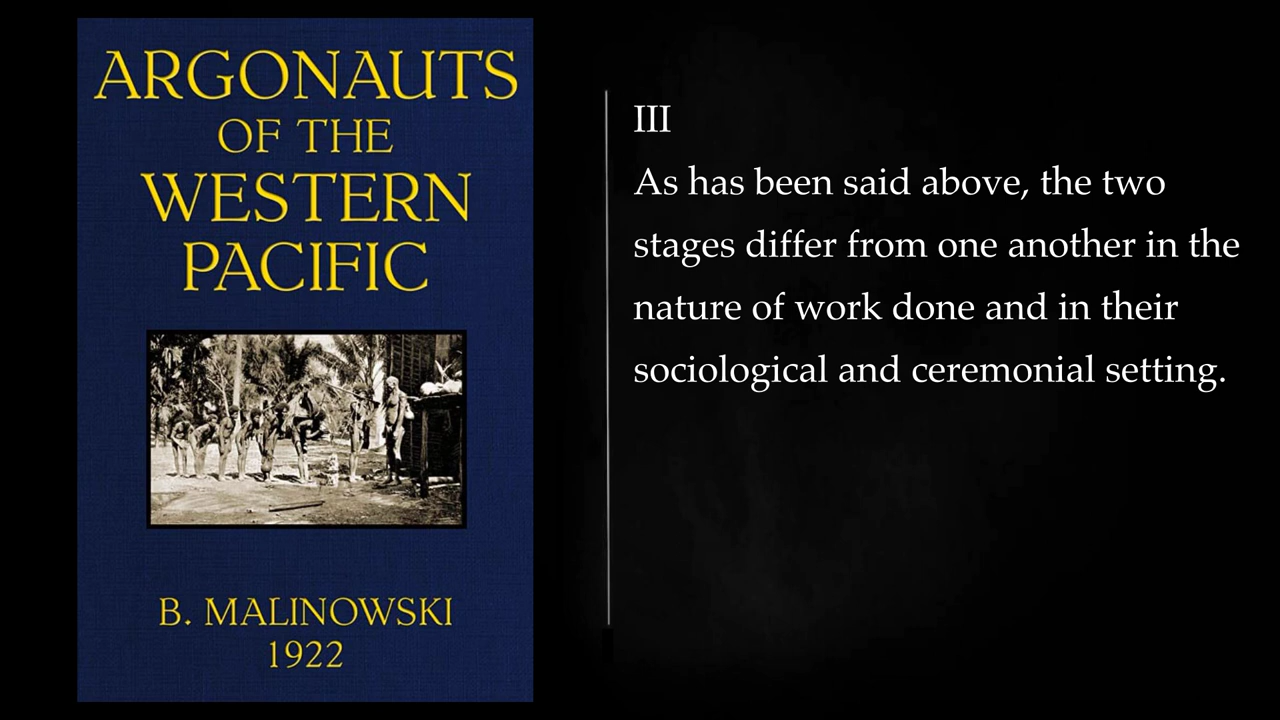 ARGONAUTS
OF THE
WESTERN
PACIFIC
B. MALINOWSKI
1922
III
As has been said above, the two
stages differ from one another in the
nature of work done and in their
sociological and ceremonial setting.